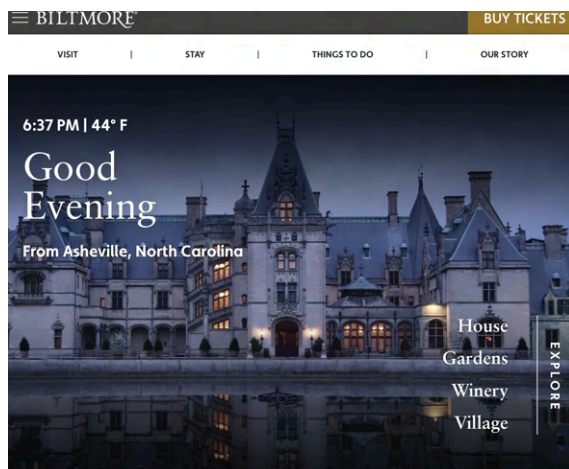 BILTMORE®
BUY TICKETS
VISIT | STAY | THINGS TO DO | OUR STORY
6:37 PM | 44° F
Good
Evening
From Asheville, North Carolina
House
Gardens
Winery
Village
EXPLORE